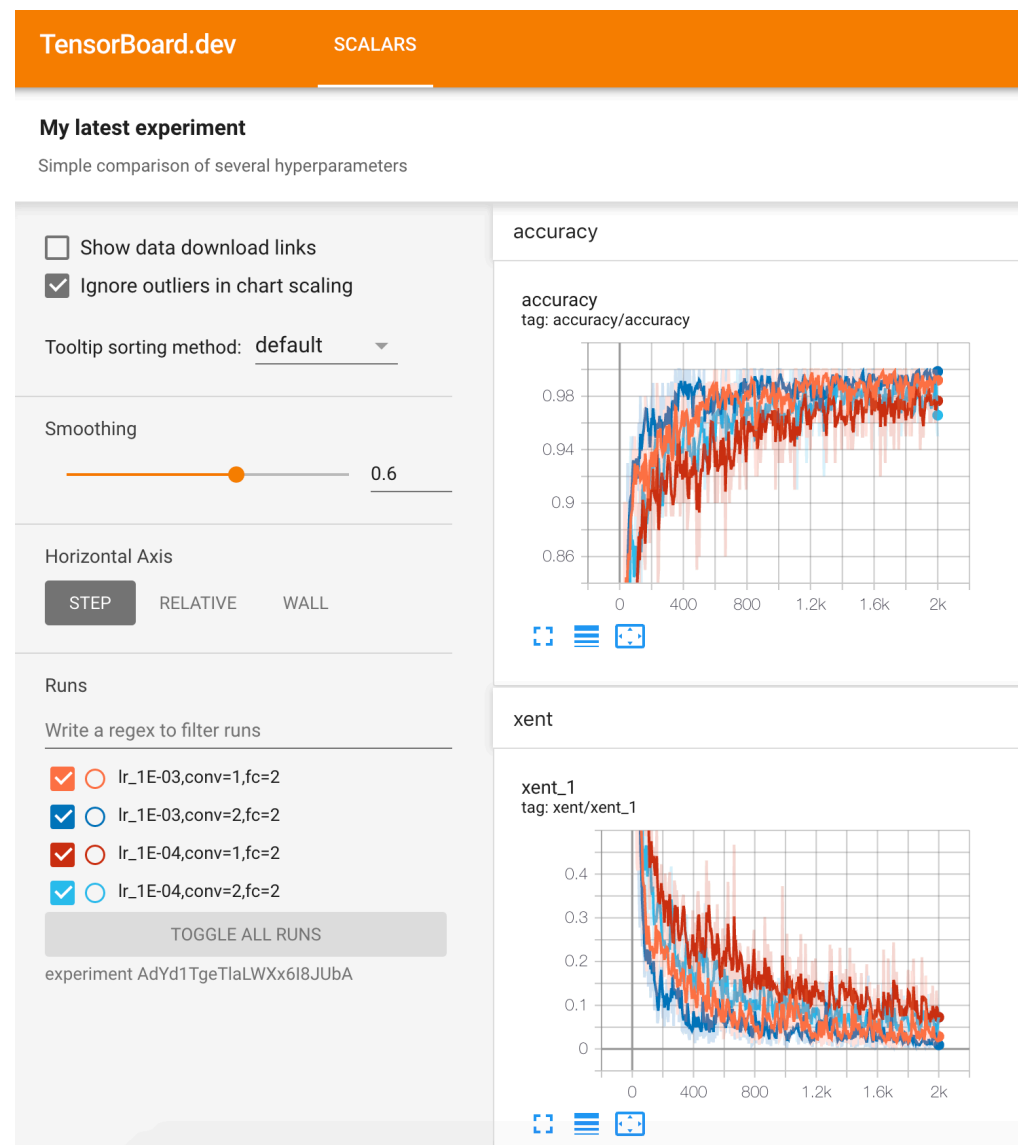 TensorBoard.dev SCALARS
My latest experiment
Simple comparison of several hyperparameters
Show data download links
Ignore outliers in chart scaling
Tooltip sorting method: default
Smoothing
0.6
Horizontal Axis
STEP RELATIVE WALL
Runs
Write a regex to filter runs
lr_1E-03,conv=1,fc=2
lr_1E-03,conv=2,fc=2
lr_1E-04,conv=1,fc=2
lr_1E-04,conv=2,fc=2
TOGGLE ALL RUNS
experiment AdYd1TgeTlaLWXx6I8JUbA
accuracy
accuracy
tag: accuracy/accuracy
0.98
0.94
0.9
0.86
0 400 800 1.2k 1.6k 2k
xent
xent_1
tag: xent/xent_1
0.4
0.3
0.2
0.1
0
0 400 800 1.2k 1.6k 2k